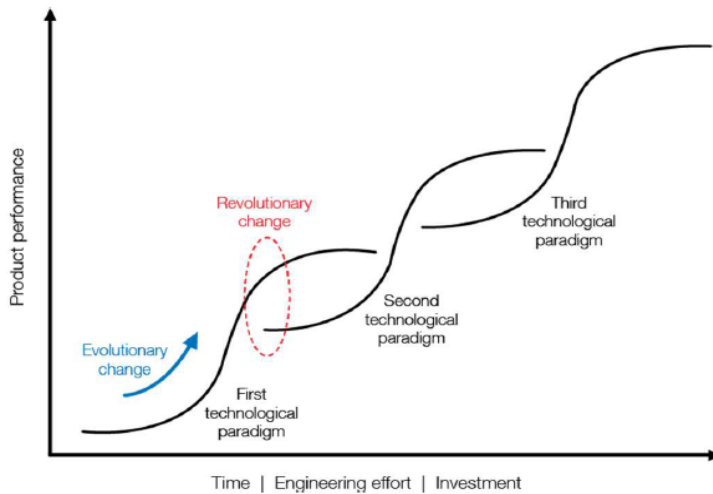 Product performance
Revolutionary
change
Evolutionary
change
First
technological
paradigm
Second
technological
paradigm
Third
technological
paradigm
Time | Engineering effort | Investment